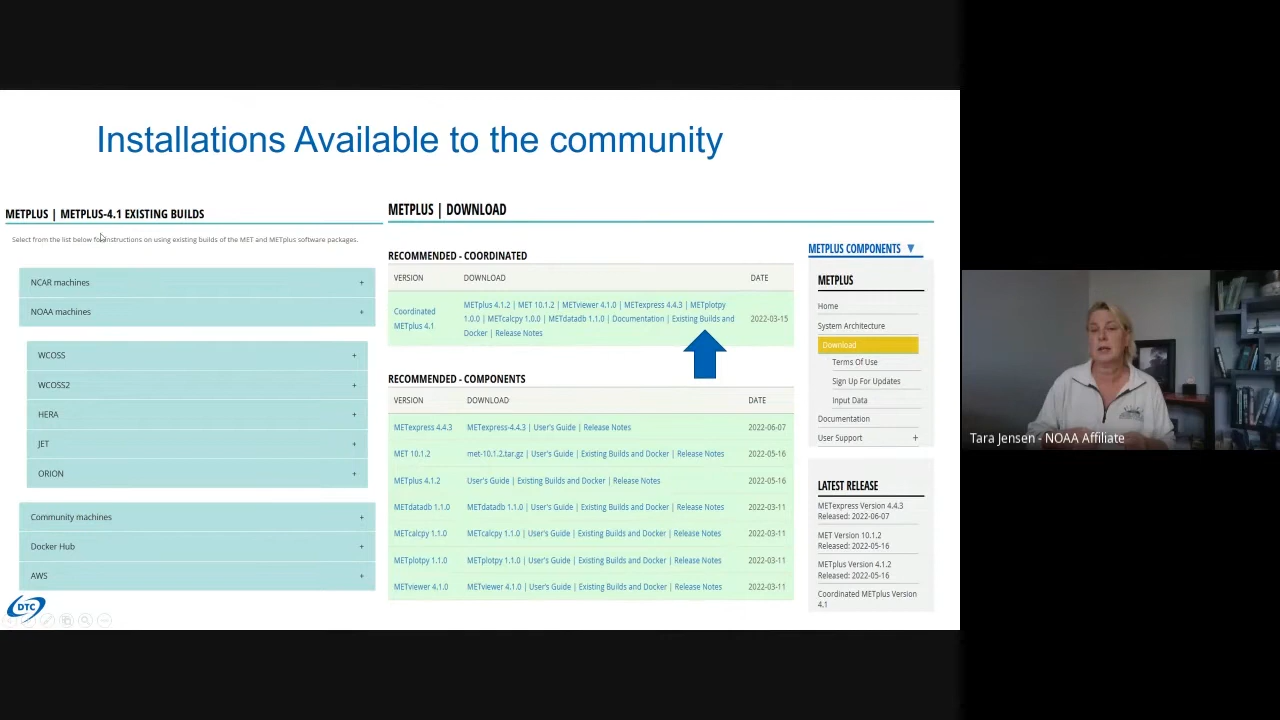 Installations Available to the community
METPLUS | METPLUS-4.1 EXISTING BUILDS
Select from the list below for instructions on using existing builds of the MET and METplus software packages.
NCAR machines +
NOAA machines +
WCOSS +
WCOSS2 +
HERA +
JET +
ORION +
Community machines +
Docker Hub +
AWS +
DTC
METPLUS | DOWNLOAD
RECOMMENDED - COORDINATED
VERSION DOWNLOAD DATE
Coordinated METplus 4.1
METplus 4.1.2 | MET 10.1.2 | METviewer 4.1.0 | METexpress 4.4.3 | METplotpy
1.0.0 | METcalcpy 1.0.0 | METdatadb 1.1.0 | Documentation | Existing Builds and
Docker | Release Notes
2022-03-15
RECOMMENDED - COMPONENTS
VERSION DOWNLOAD DATE
METexpress 4.4.3 METexpress-4.4.3 | User's Guide | Release Notes 2022-06-07
MET 10.1.2 met-10.1.2.tar.gz | User's Guide | Existing Builds and Docker | Release Notes 2022-05-16
METplus 4.1.2 User's Guide | Existing Builds and Docker | Release Notes 2022-05-16
METdatadb 1.1.0 METdatadb 1.1.0 | User's Guide | Existing Builds and Docker | Release Notes 2022-03-11
METcalcpy 1.1.0 METcalcpy 1.1.0 | User's Guide | Existing Builds and Docker | Release Notes 2022-03-11
METplotpy 1.1.0 METplotpy 1.1.0 | User's Guide | Existing Builds and Docker | Release Notes 2022-03-11
METviewer 4.1.0 METviewer 4.1.0 | User's Guide | Existing Builds and Docker | Release Notes 2022-03-11
METPLUS COMPONENTS ▼
METPLUS
Home
System Architecture
Download
Terms Of Use
Sign Up For Updates
Input Data
Documentation
User Support +
LATEST RELEASE
METexpress Version 4.4.3
Released: 2022-06-07
MET Version 10.1.2
Released: 2022-05-16
METplus Version 4.1.2
Released: 2022-05-16
Coordinated METplus Version
4.1
Tara Jensen - NOAA Affiliate